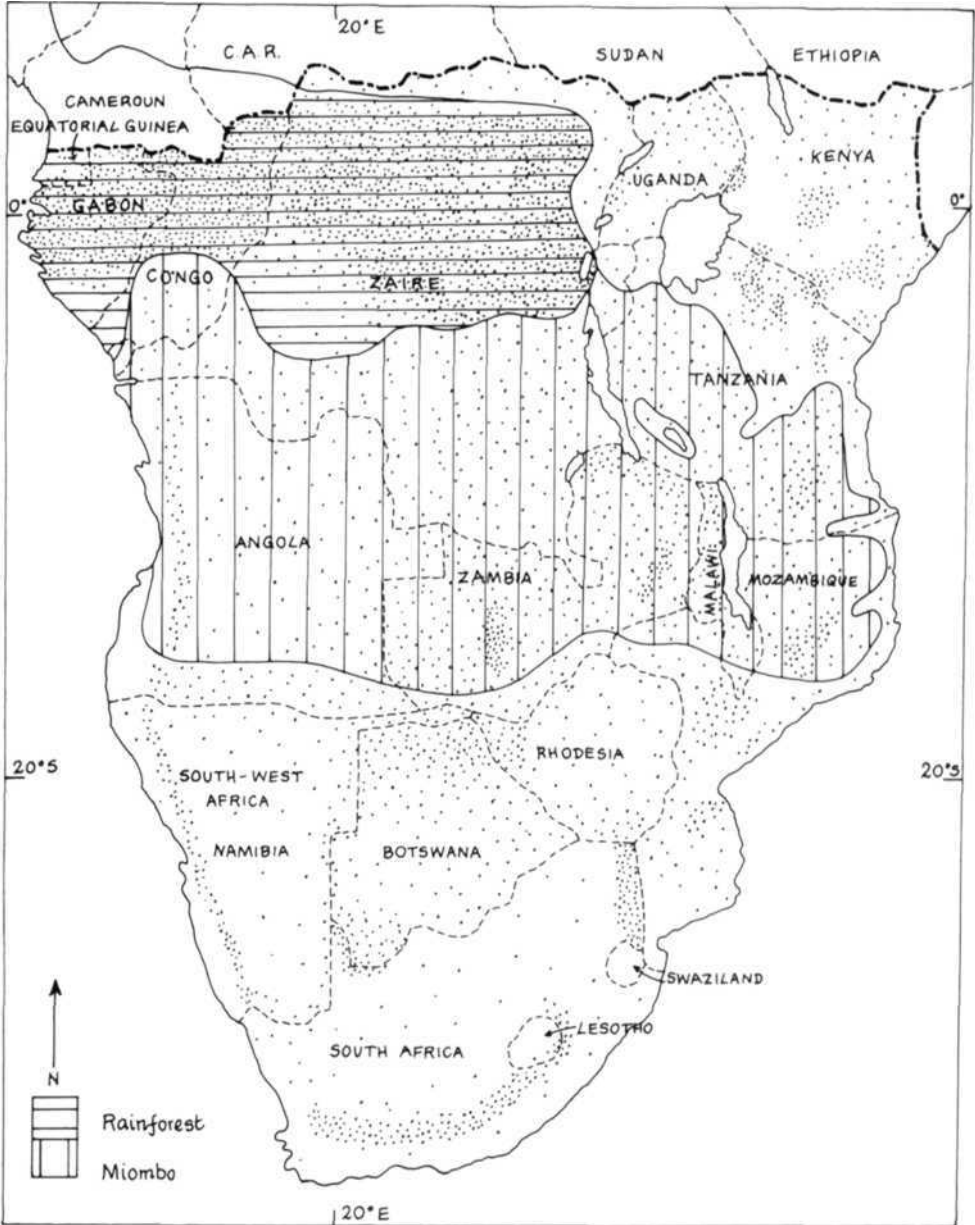 20°E
C.A.R.
SUDAN
ETHIOPIA
CAMEROUN
EQUATORIAL GUINEA
KENYA
UGANDA
GABON
0°
0°
CONGO
ZAIRE
TANZANIA
ANGOLA
ZAMBIA
MALAWI
MOZAMBIQUE
RHODESIA
20°S
20°S
SOUTH-WEST
AFRICA
NAMIBIA
BOTSWANA
SWAZILAND
LESOTHO
SOUTH AFRICA
N
Rainforest
Miombo
20°E